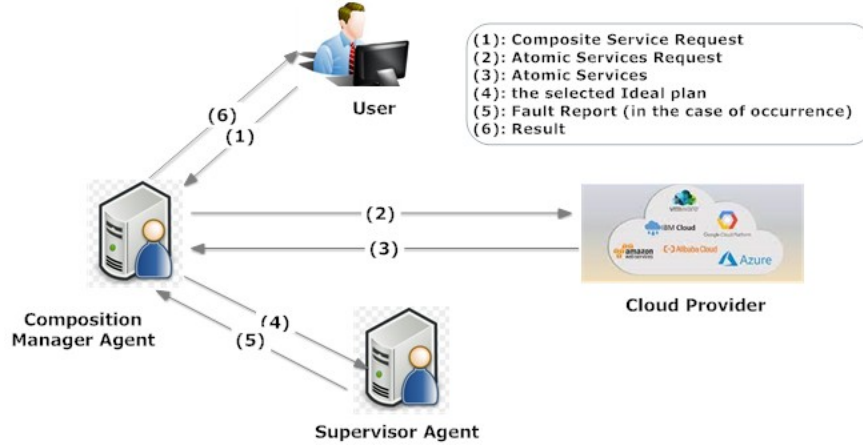 (1): Composite Service Request
(2): Atomic Services Request
(3): Atomic Services
(4): the selected Ideal plan
(5): Fault Report (in the case of occurrence)
(6): Result
User
(6)
(1)
(2)
(3)
vmware
IBM Cloud
Google Cloud Platform
amazon
webservices
Alibaba Cloud
Azure
Cloud Provider
Composition
Manager Agent
(4)
(5)
Supervisor Agent